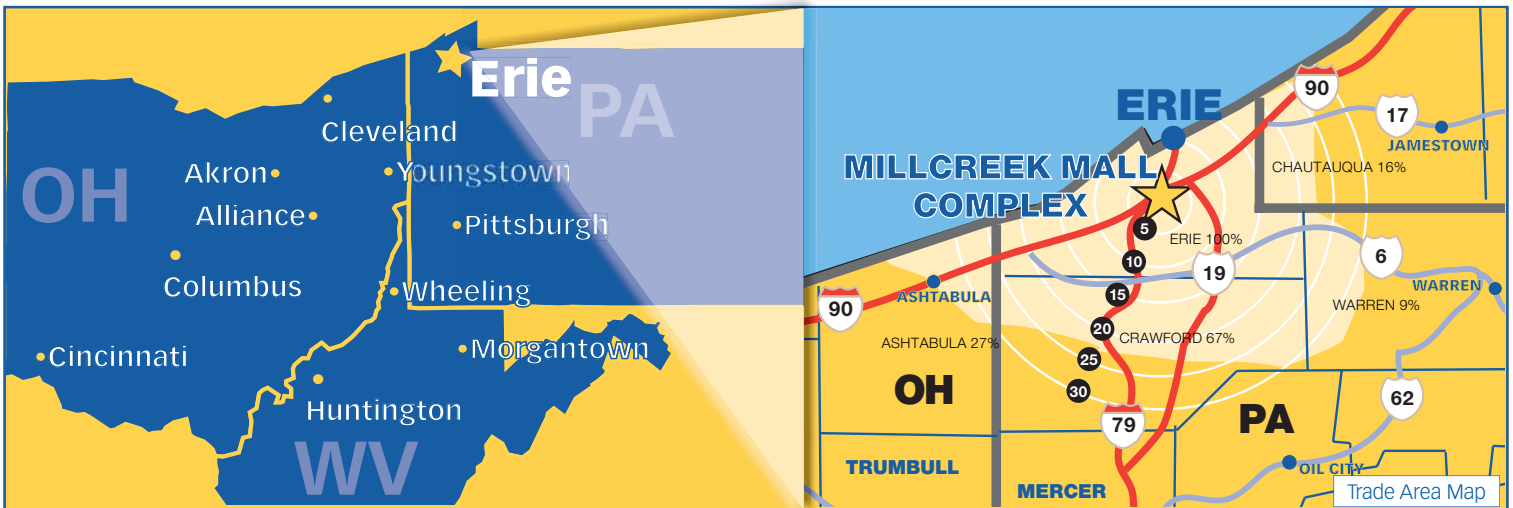 Erie
PA
Cleveland
OH
Akron
Youngstown
Alliance
Pittsburgh
Columbus
Wheeling
Cincinnati
Morgantown
Huntington
WV
90
ERIE
17
JAMESTOWN
MILLCREEK MALL
COMPLEX
CHAUTAUQUA 16%
5
ERIE 100%
10
19
6
15
ASHTABULA
WARREN
90
WARREN 9%
20
CRAWFORD 67%
ASHTABULA 27%
25
30
OH
62
PA
79
TRUMBULL
OIL CITY
MERCER
Trade Area Map